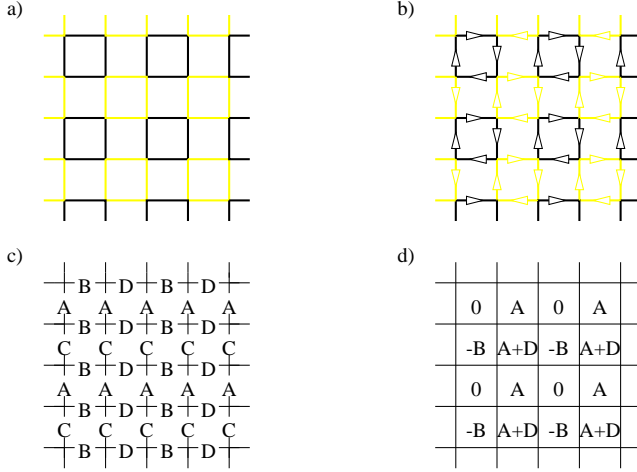 a)
b)
c)
B D B D
A A A A A
B D B D
C C C C C
B D B D
A A A A A
B D B D
C C C C C
B D B D
d)
0 A 0 A
-B A+D -B A+D
0 A 0 A
-B A+D -B A+D